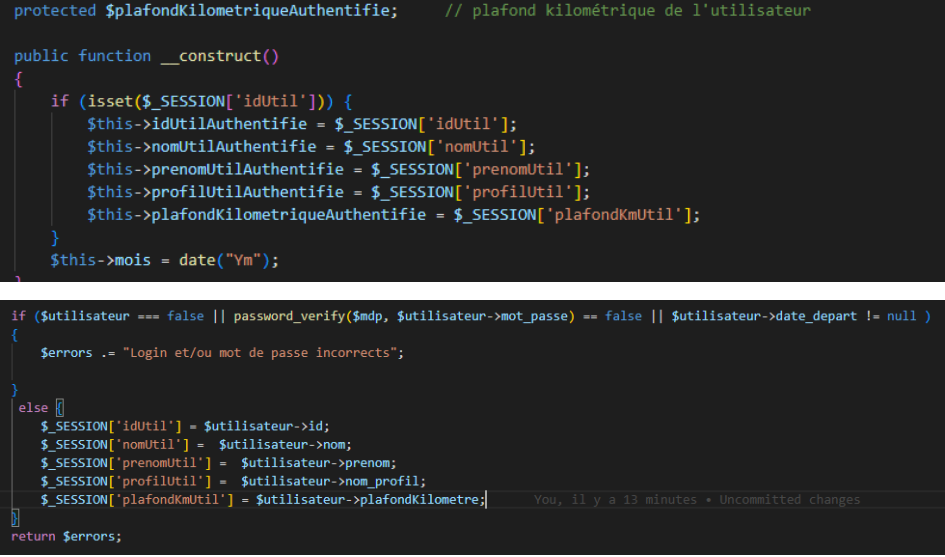 protected $plafondKilometriqueAuthentifie;     // plafond kilométrique de l'utilisateur
public function __construct()
{
if (isset($_SESSION['idUtil'])) {
$this->idUtilAuthentifie = $_SESSION['idUtil'];
$this->nomUtilAuthentifie = $_SESSION['nomUtil'];
$this->prenomUtilAuthentifie = $_SESSION['prenomUtil'];
$this->profilUtilAuthentifie = $_SESSION['profilUtil'];
$this->plafondKilometriqueAuthentifie = $_SESSION['plafondKmUtil'];
}
$this->mois = date("Ym");
}
if ($utilisateur === false || password_verify($mdp, $utilisateur->mot_passe) == false || $utilisateur->date_depart != null )
{
$errors .= "Login et/ou mot de passe incorrects";
}
else {
$_SESSION['idUtil'] = $utilisateur->id;
$_SESSION['nomUtil'] =  $utilisateur->nom;
$_SESSION['prenomUtil'] =  $utilisateur->prenom;
$_SESSION['profilUtil'] =  $utilisateur->nom_profil;
$_SESSION['plafondKmUtil'] = $utilisateur->plafondKilometre;     You, il y a 13 minutes • Uncommitted changes
}
return $errors;